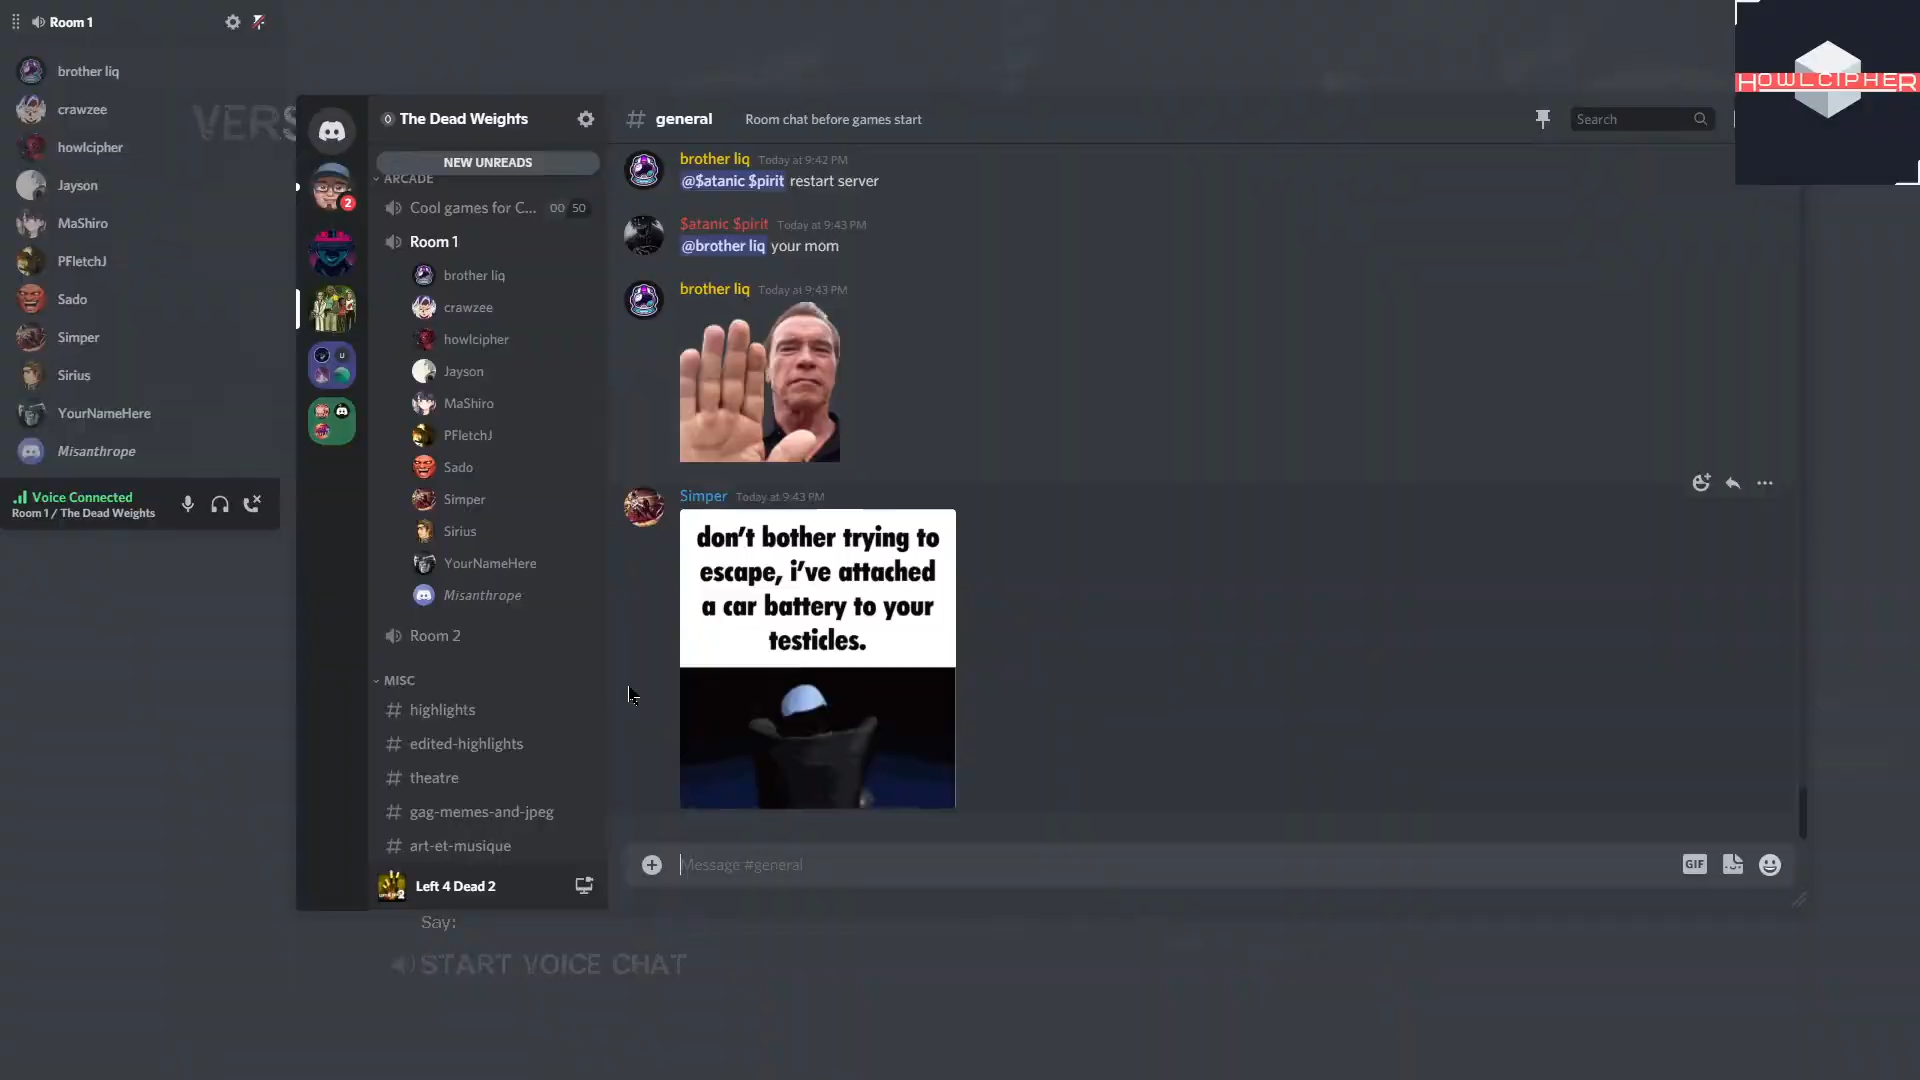 Room 1
brother liq
crawzee
howlcipher
Jayson
MaShiro
PFletchJ
Sado
Simper
Sirius
YourNameHere
Misanthrope
Voice Connected
Room 1 / The Dead Weights
VERS
The Dead Weights
NEW UNREADS
ARCADE
Cool games for C... 00 50
Room 1
brother liq
crawzee
howlcipher
Jayson
MaShiro
PFletchJ
Sado
Simper
Sirius
YourNameHere
Misanthrope
Room 2
MISC
# highlights
# edited-highlights
# theatre
# gag-memes-and-jpeg
# art-et-musique
Left 4 Dead 2
2
U
# general Room chat before games start
Search
HOWLCIPHER
brother liq Today at 9:42 PM
@$atanic $pirit restart server
$atanic $pirit Today at 9:43 PM
@brother liq your mom
brother liq Today at 9:43 PM
Simper Today at 9:43 PM
don't bother trying to
escape, i've attached
a car battery to your
testicles.
Message #general
GIF
Say:
START VOICE CHAT